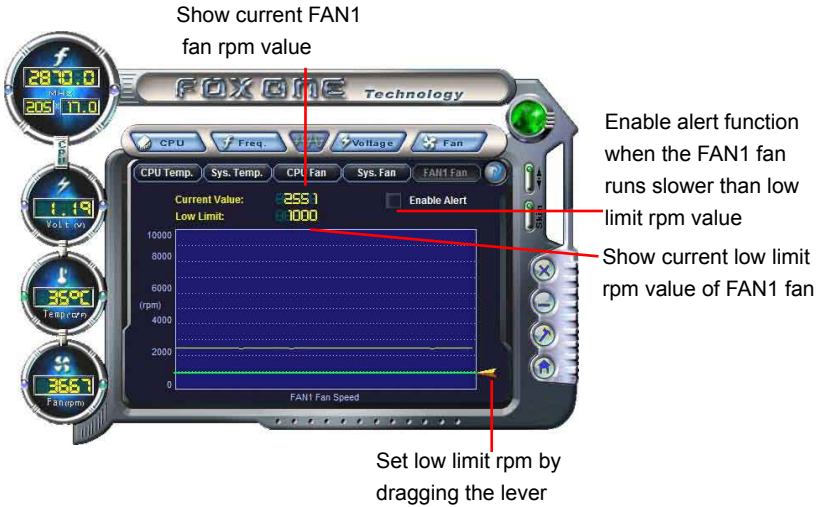 Show current FAN1
fan rpm value
2870.0
MHz
205 17.0
CPU
1.19
Volt (V)
35°C
Temp(℃/℉)
3667
Fan(rpm)
FOX ONE Technology
CPU Freq. Voltage Fan
CPU Temp. Sys. Temp. CPU Fan Sys. Fan FAN1 Fan ?
Current Value: 2551 Enable Alert
Low Limit: 1000
10000
8000
6000
(rpm)
4000
2000
0
FAN1 Fan Speed
Skin
Enable alert function
when the FAN1 fan
runs slower than low
limit rpm value
Show current low limit
rpm value of FAN1 fan
Set low limit rpm by
dragging the lever